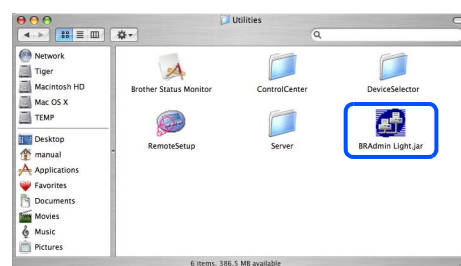 Utilities
Network
Tiger
Macintosh HD
Mac OS X
TEMP
Desktop
manual
Applications
Favorites
Documents
Movies
Music
Pictures
Brother Status Monitor
ControlCenter
DeviceSelector
RemoteSetup
Server
BRAdmin Light.jar
6 items, 386.5 MB available